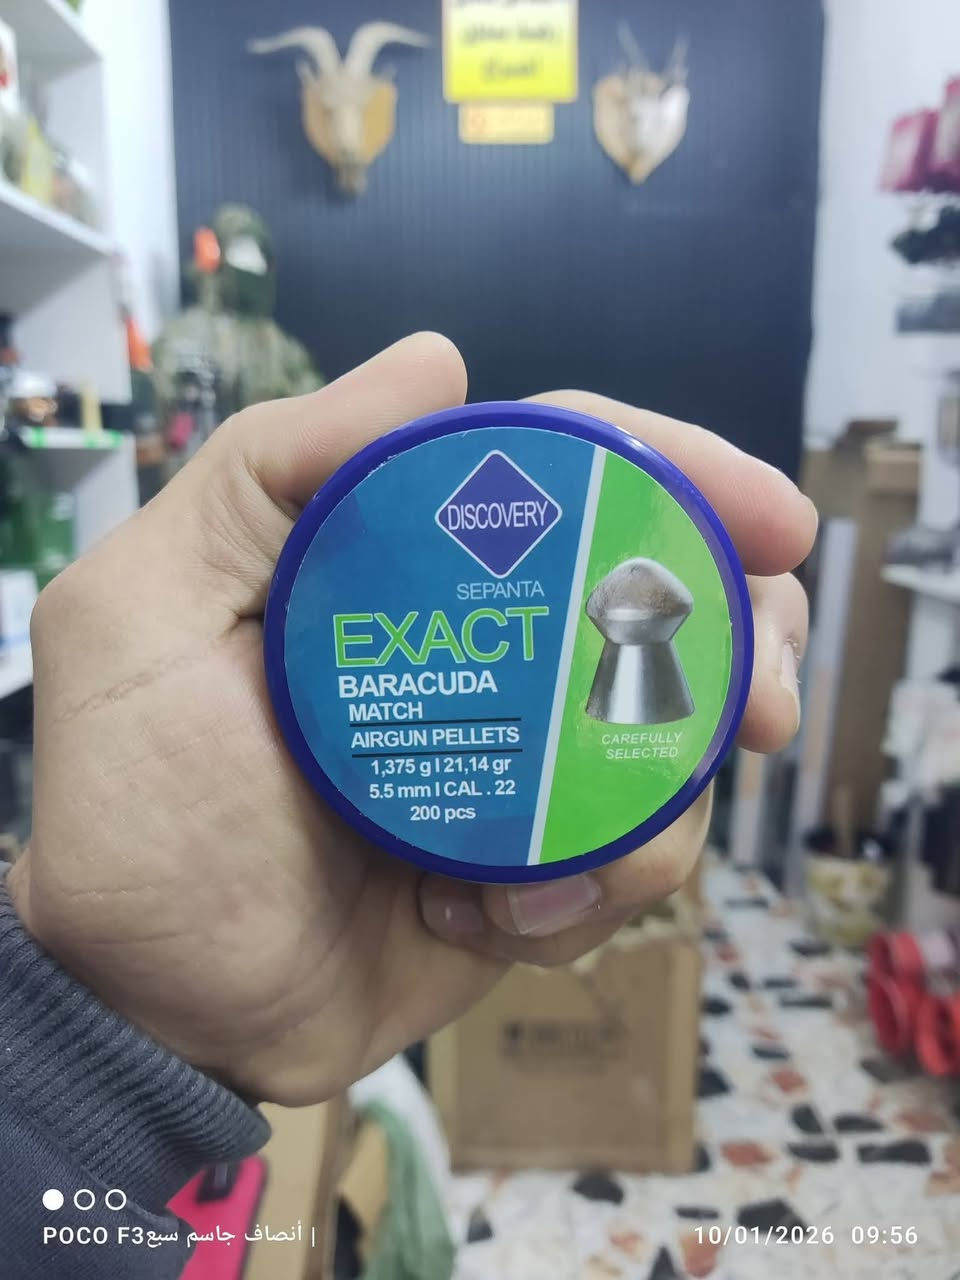 DISCOVERY
SEPANTA
EXACT
BARACUDA
MATCH
AIRGUN PELLETS
1,375 g I 21,14 gr
5.5 mm I CAL . 22
200 pcs
CAREFULLY
SELECTED
POCO F3 | أنصاف جاسم سبع
10/01/2026 09:56